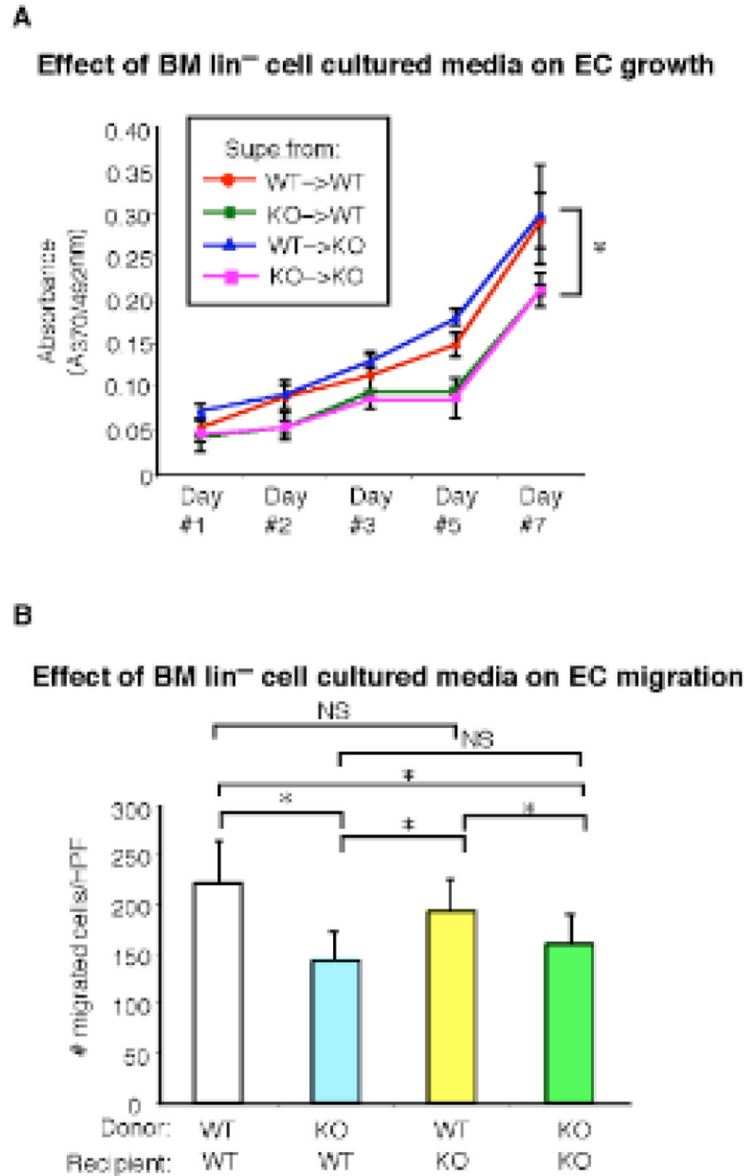 A
Effect of BM lin— cell cultured media on EC growth
0.40
0.35
0.30
0.25
0.20
0.15
0.10
0.05
0
Absorbance
(A370/492nm)
Supe from:
WT–>WT
KO–>WT
WT–>KO
KO–>KO
*
Day Day Day Day Day
#1 #2 #3 #5 #7
B
Effect of BM lin— cell cultured media on EC migration
NS
NS
*
* * *
300
250
200
150
100
50
0
# migrated cells/HPF
Donor: WT KO WT KO
Recipient: WT WT KO KO